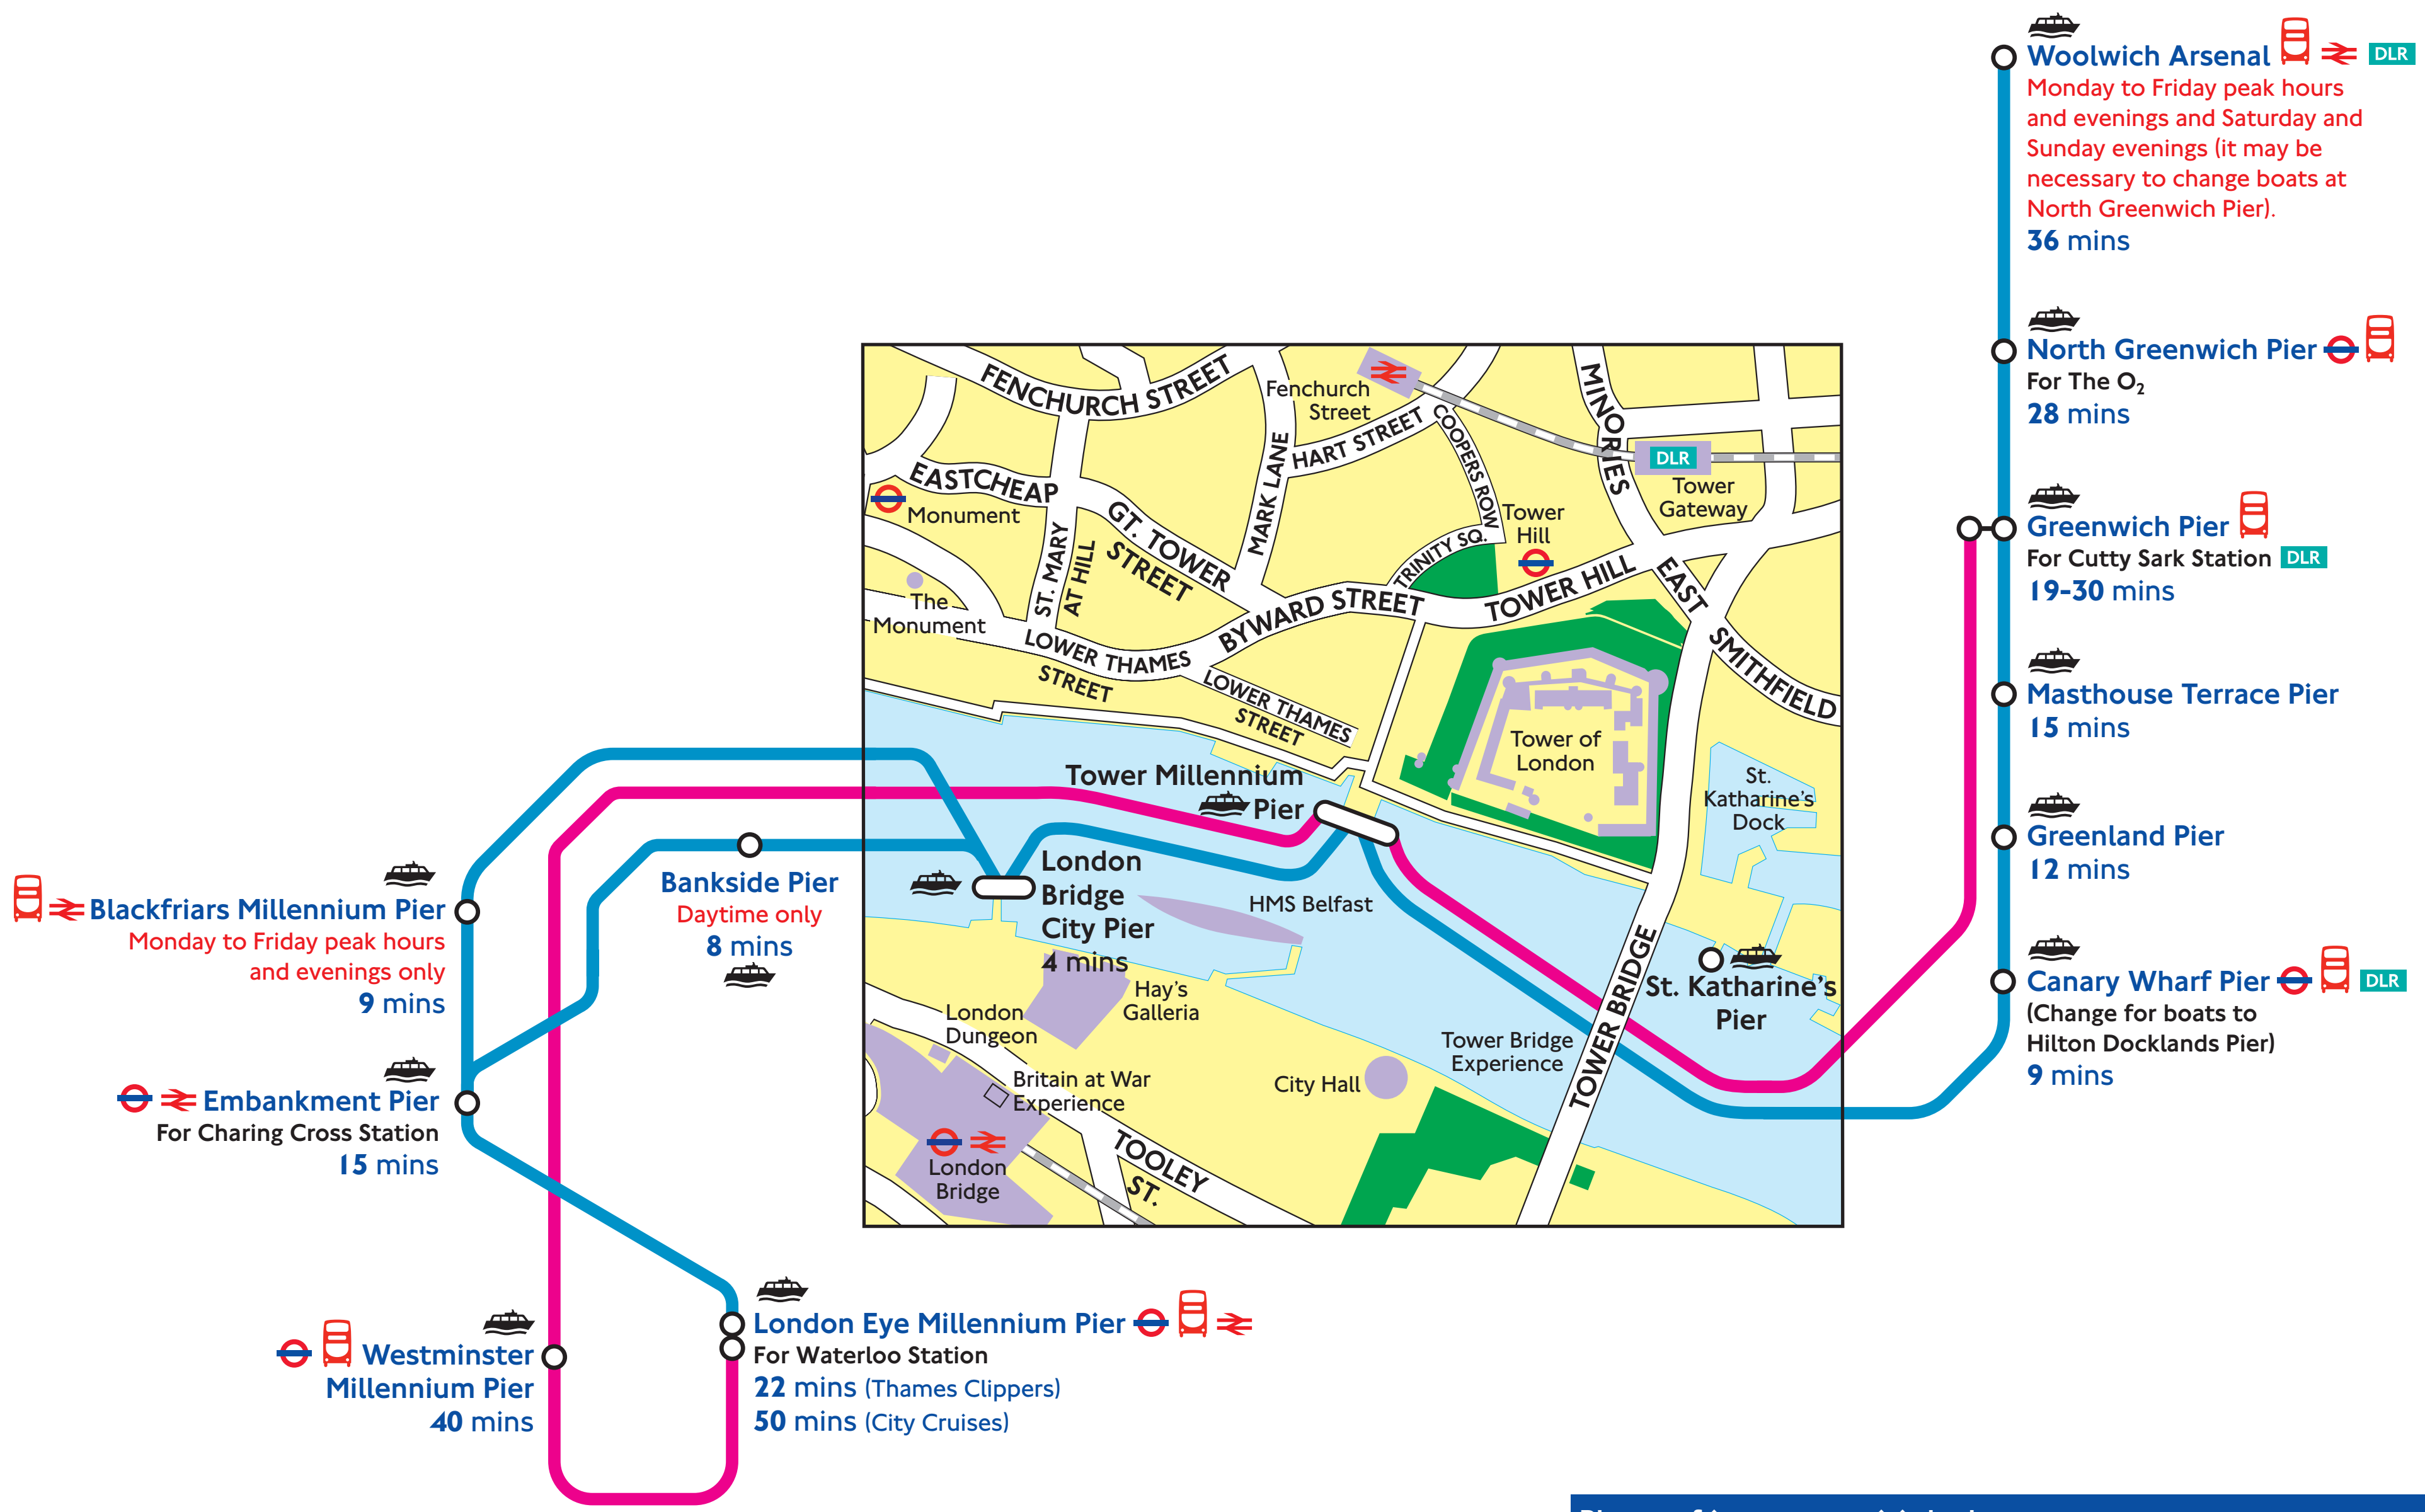 Woolwich Arsenal DLR
Monday to Friday peak hours
and evenings and Saturday and
Sunday evenings (it may be
necessary to change boats at
North Greenwich Pier).
36 mins
North Greenwich Pier
For The O2
28 mins
Greenwich Pier
For Cutty Sark Station DLR
19-30 mins
Masthouse Terrace Pier
15 mins
Greenland Pier
12 mins
Canary Wharf Pier DLR
(Change for boats to
Hilton Docklands Pier)
9 mins
FENCHURCH STREET
Fenchurch
Street
HART STREET
COOPERS ROW
MINORIES
DLR
Tower
Gateway
EASTCHEAP
Monument
MARK LANE
GT. TOWER
STREET
ST. MARY
AT HILL
TRINITY SQ.
Tower
Hill
The
Monument
BYWARD STREET
TOWER HILL
EAST
SMITHFIELD
LOWER THAMES
STREET
LOWER THAMES
STREET
Tower of
London
St.
Katharine's
Dock
Tower Millennium
Pier
London
Bridge
City Pier
4 mins
HMS Belfast
St. Katharine's
Pier
Hay's
Galleria
London
Dungeon
Tower Bridge
Experience
TOWER BRIDGE
City Hall
Britain at War
Experience
London
Bridge
TOOLEY
ST.
Bankside Pier
Daytime only
8 mins
Blackfriars Millennium Pier
Monday to Friday peak hours
and evenings only
9 mins
Embankment Pier
For Charing Cross Station
15 mins
Westminster
Millennium Pier
40 mins
London Eye Millennium Pier
For Waterloo Station
22 mins (Thames Clippers)
50 mins (City Cruises)